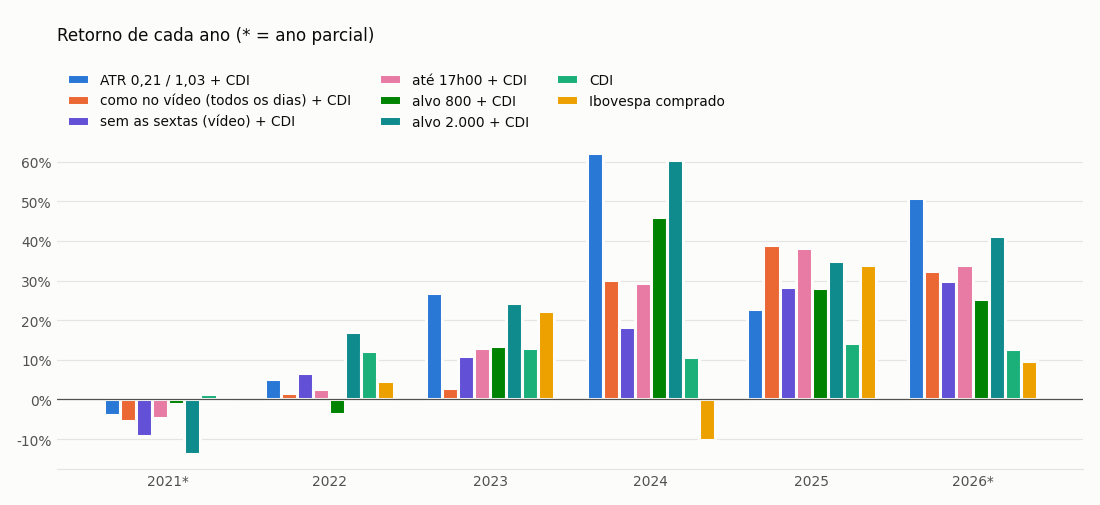 Retorno de cada ano (* = ano parcial)
ATR 0,21 / 1,03 + CDI
como no vídeo (todos os dias) + CDI
sem as sextas (vídeo) + CDI
até 17h00 + CDI
alvo 800 + CDI
alvo 2.000 + CDI
CDI
Ibovespa comprado
60%
50%
40%
30%
20%
10%
0%
-10%
2021* 2022 2023 2024 2025 2026*